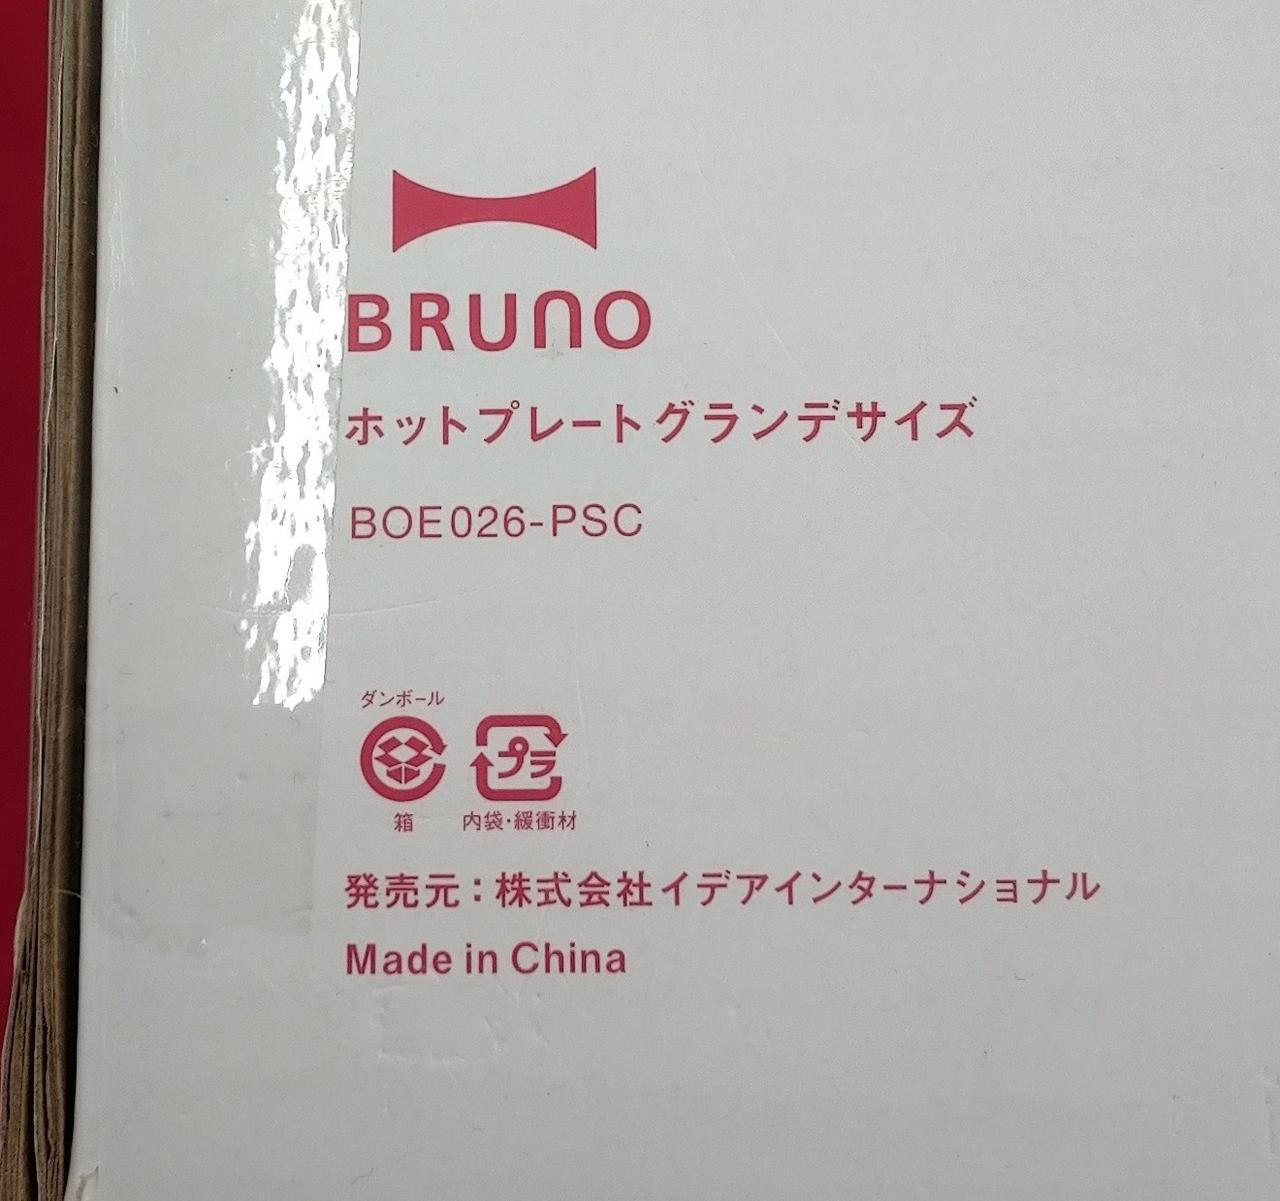 BRUNO
ホットプレートグランデサイズ
BOE026-PSC
ダンボール
プラ
箱 内袋・緩衝材
発売元：株式会社イデアインターナショナル
Made in China